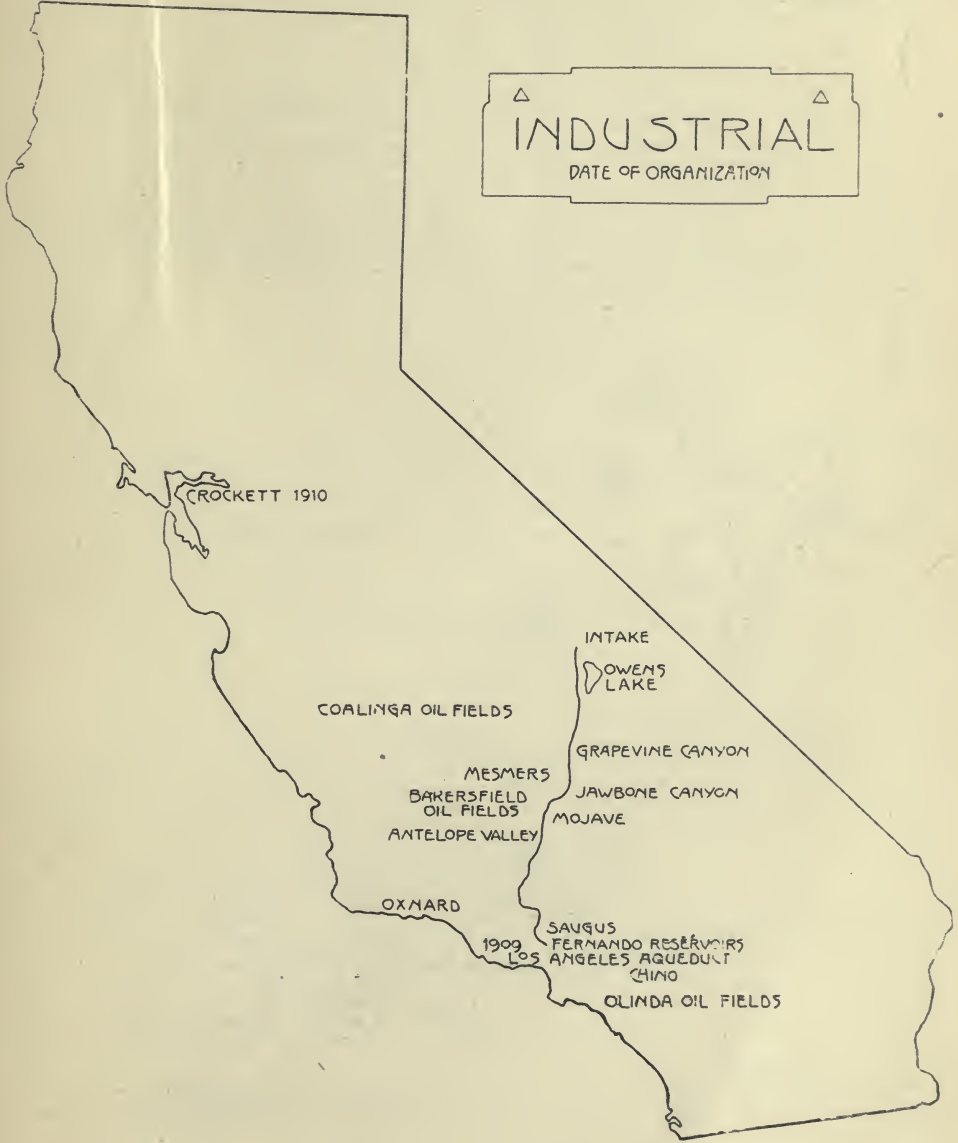 INDUSTRIAL
DATE OF ORGANIZATION
CROCKETT 1910
INTAKE
OWENS
LAKE
COALINGA OIL FIELDS
GRAPEVINE CANYON
MESMERS
JAWBONE CANYON
BAKERSFIELD
OIL FIELDS
MOJAVE
ANTELOPE VALLEY
OXNARD
SAUGUS
1909 FERNANDO RESERVOIRS
LOS ANGELES AQUEDUCT
CHINO
OLINDA OIL FIELDS